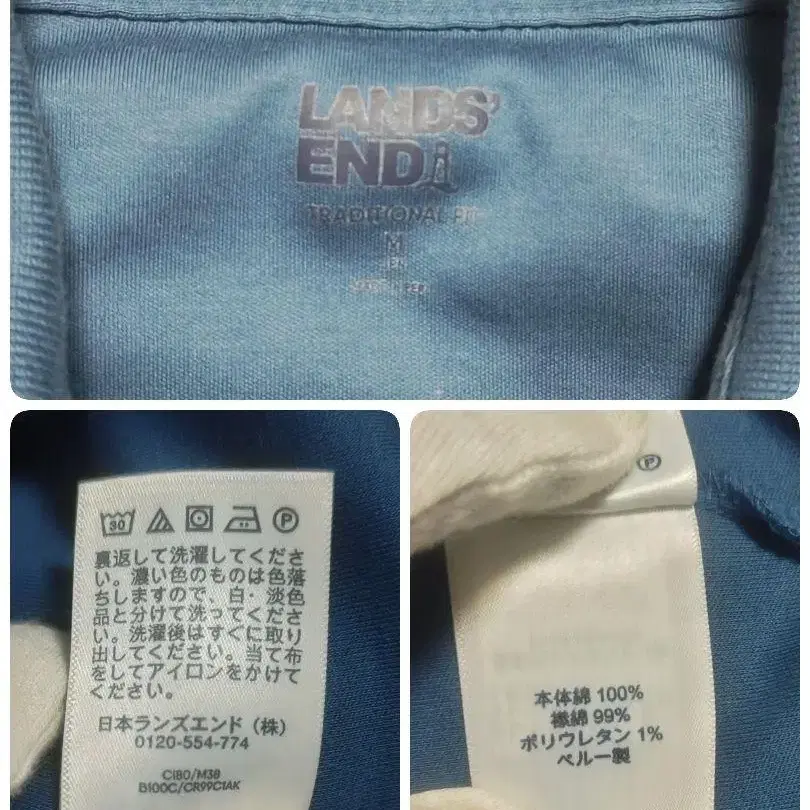 LANDS'
END
TRADITIONAL FIT
M
30
P
裏返して洗濯してくださ
い。濃い色のものは色落
ちしますので、白・淡色
品と分けて洗ってくださ
い。洗濯後はすぐに取り
出してください。当て布
をしてアイロンをかけて
ください。
日本ランズエンド（株）
0120-554-774
C180/M38
B100C/CR99C1AK
P
本体綿 100%
襟綿 99%
ポリウレタン 1%
ペルー製